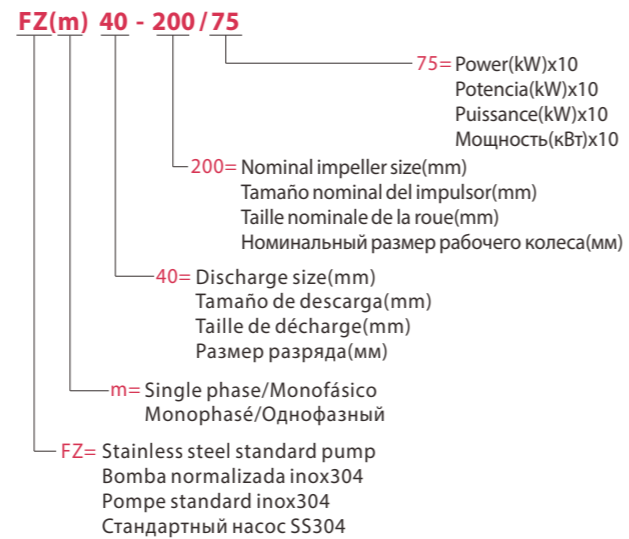 FZ(m) 40 - 200/75
75= Power(kW)x10
Potencia(kW)x10
Puissance(kW)x10
Мощность(кВт)x10
200= Nominal impeller size(mm)
Tamaño nominal del impulsor(mm)
Taille nominale de la roue(mm)
Номинальный размер рабочего колеса(мм)
40= Discharge size(mm)
Tamaño de descarga(mm)
Taille de décharge(mm)
Размер разряда(мм)
m= Single phase/Monofásico
Monophasé/Однофазный
FZ= Stainless steel standard pump
Bomba normalizada inox304
Pompe standard inox304
Стандартный насос SS304